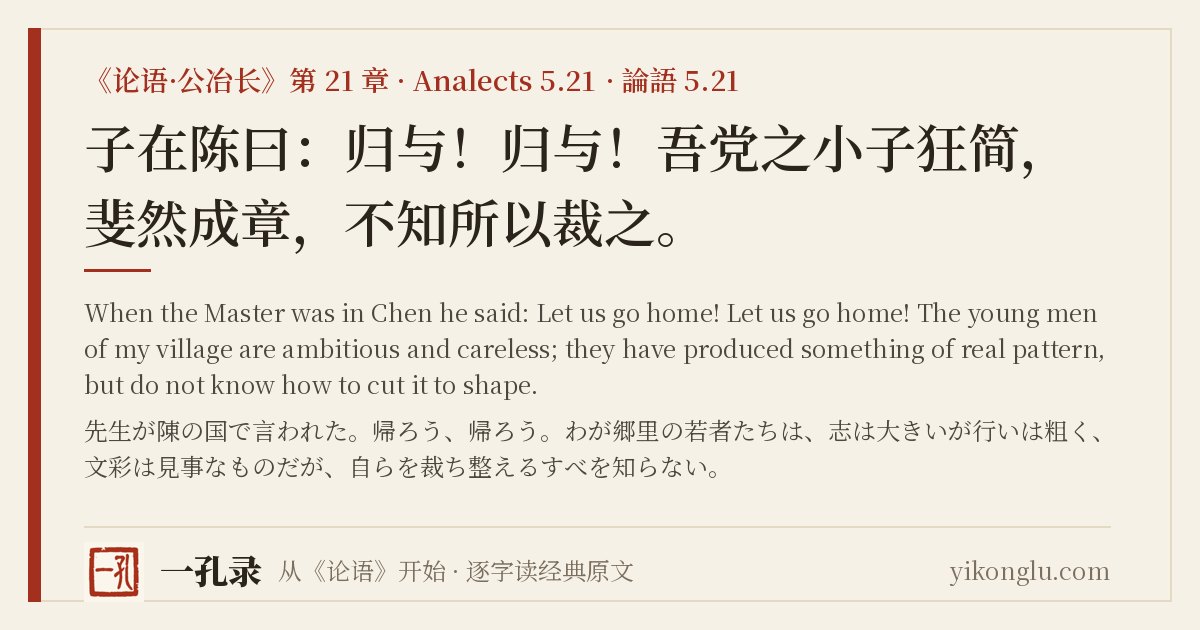 《论语·公冶长》第 21 章 · Analects 5.21 · 論語 5.21
子在陈曰：归与！归与！吾党之小子狂简，
斐然成章，不知所以裁之。
When the Master was in Chen he said: Let us go home! Let us go home! The young men
of my village are ambitious and careless; they have produced something of real pattern,
but do not know how to cut it to shape.
先生が陳の国で言われた。帰ろう、帰ろう。わが郷里の若者たちは、志は大きいが行いは粗く、
文彩は見事なものだが、自らを裁ち整えるすべを知らない。
一孔
一孔录 从《论语》开始 · 逐字读经典原文 yikonglu.com